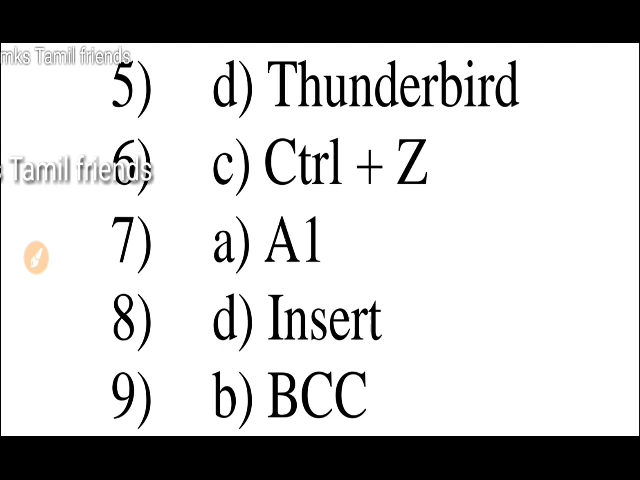 mks Tamil friends
5) d) Thunderbird
s Tamil friends
6) c) Ctrl + Z
7) a) A1
8) d) Insert
9) b) BCC